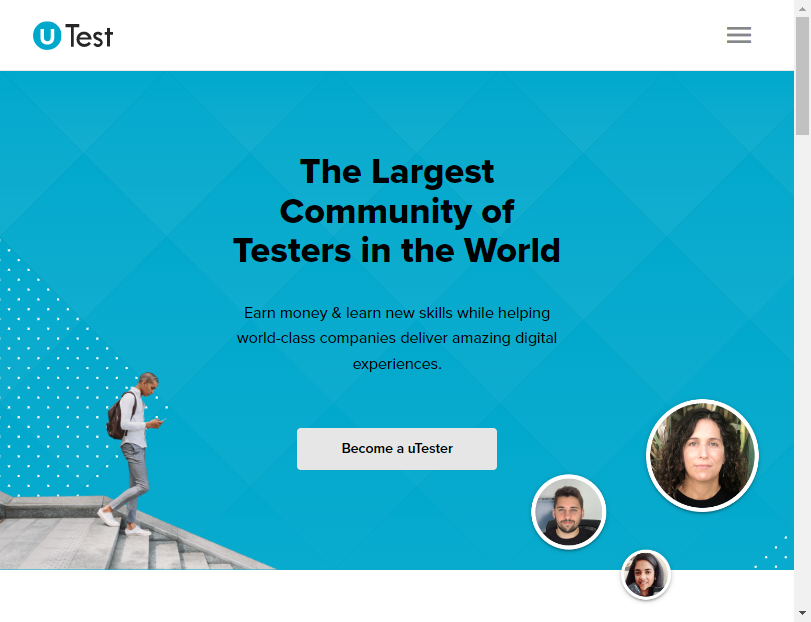 uTest
The Largest
Community of
Testers in the World
Earn money & learn new skills while helping
world-class companies deliver amazing digital
experiences.
Become a uTester